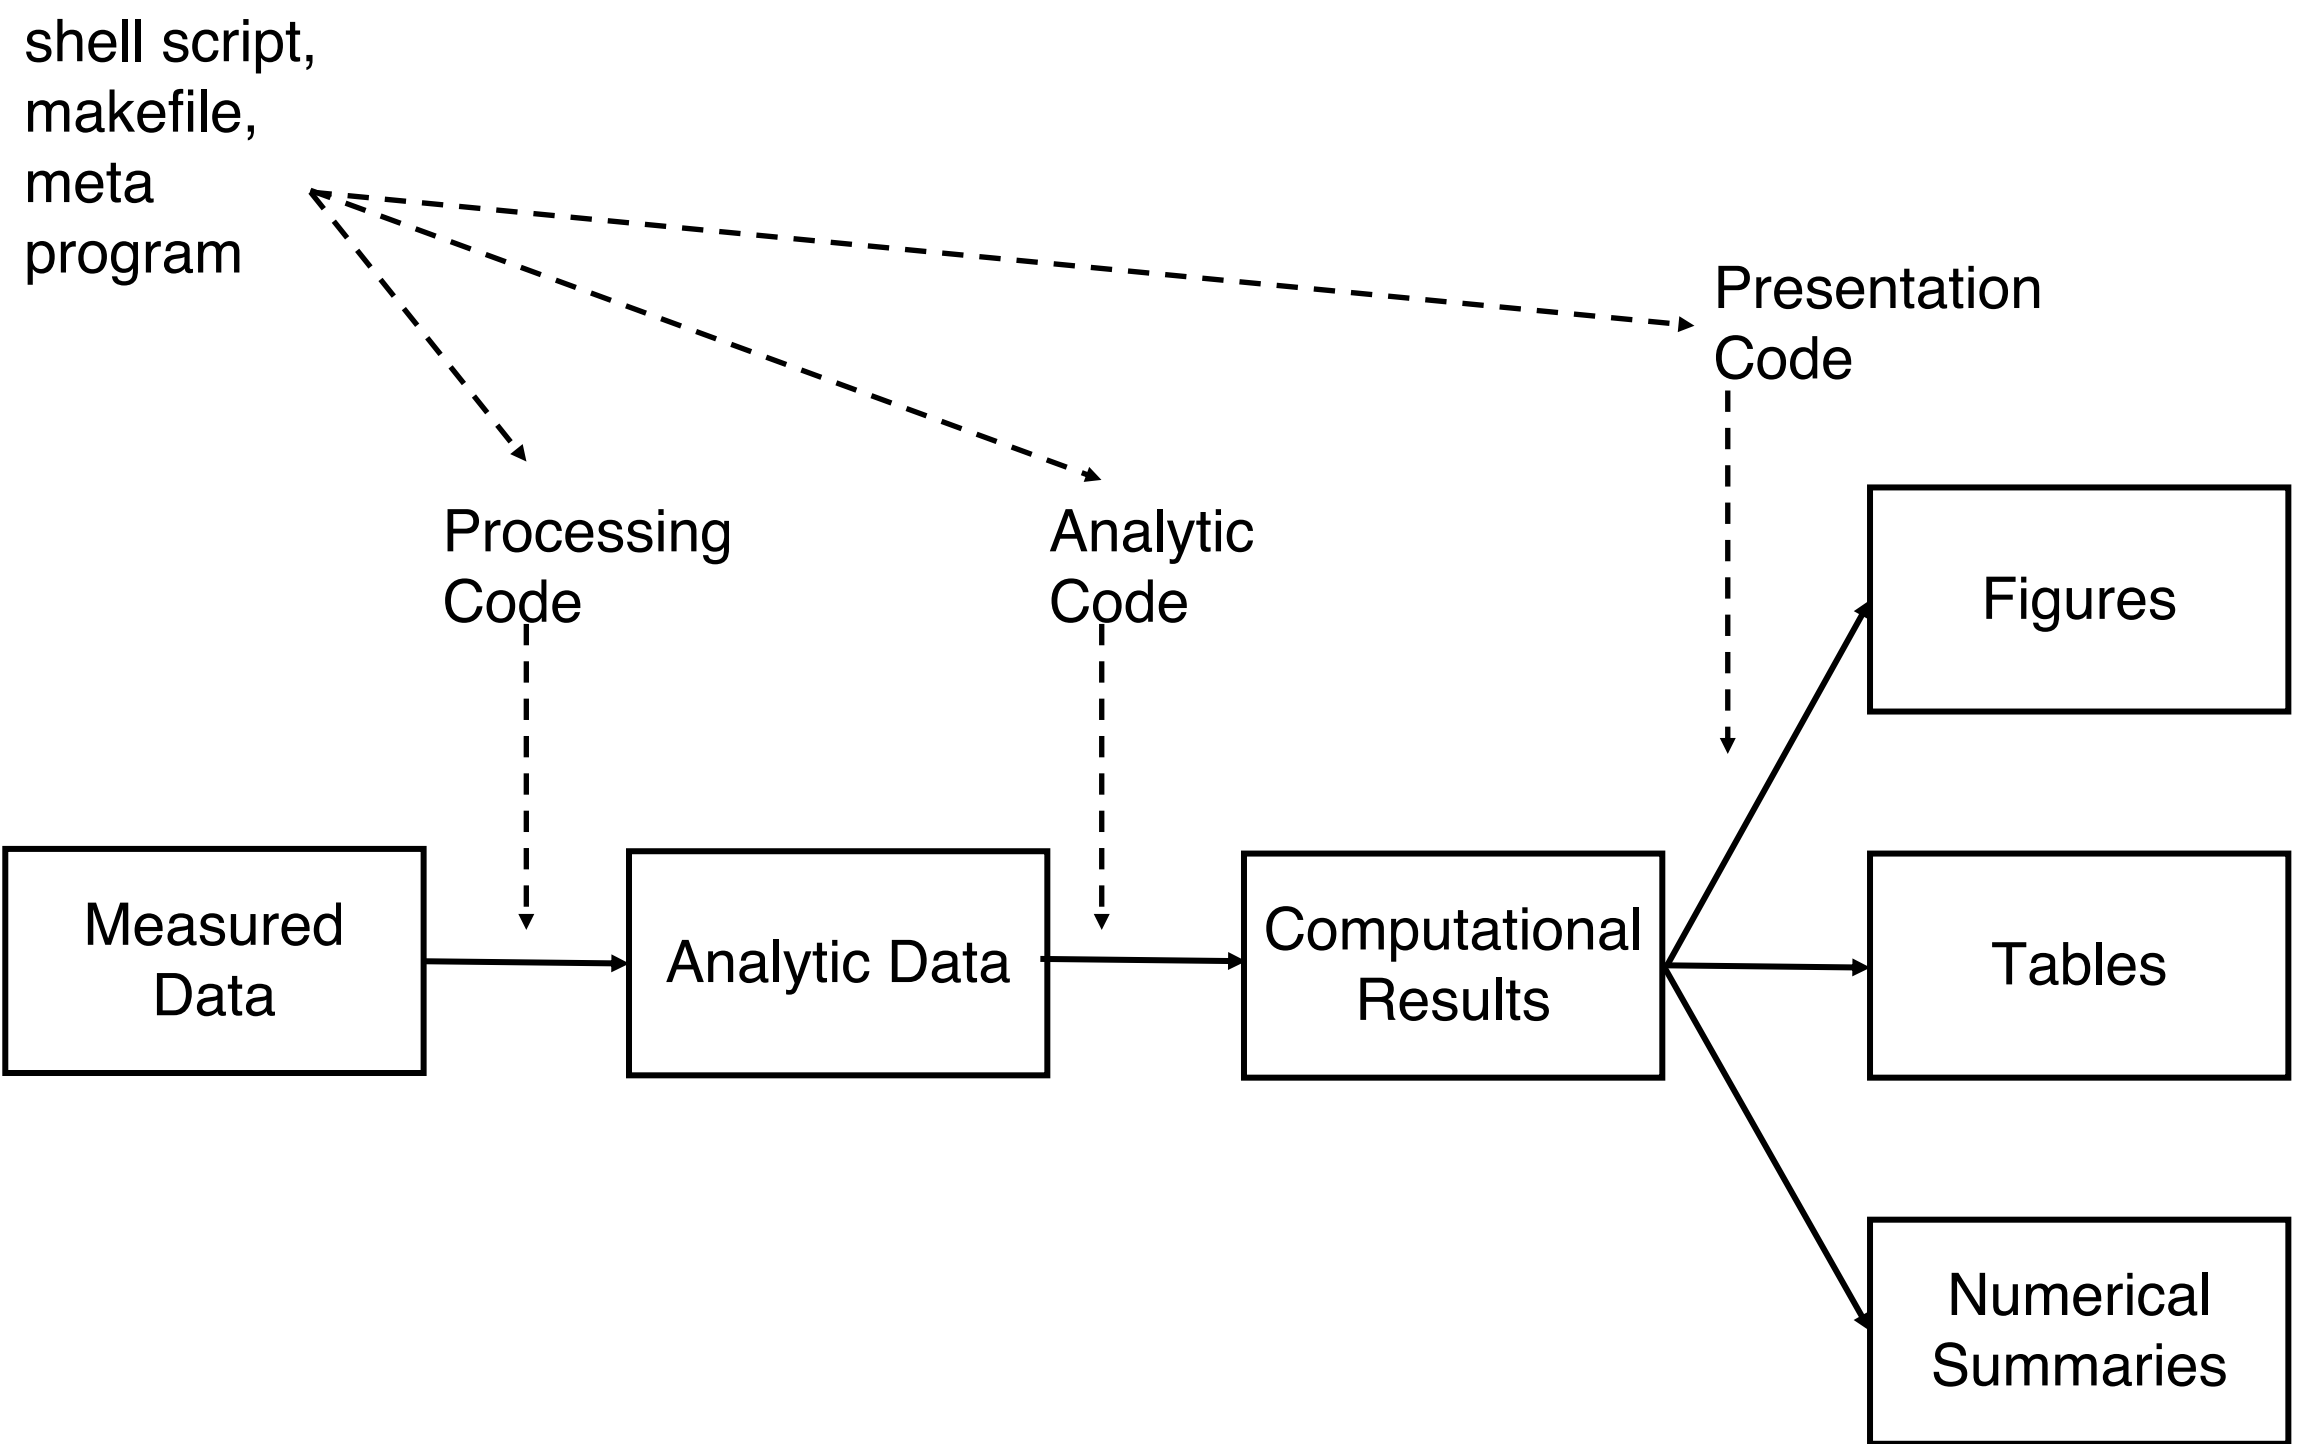 shell script,
makefile,
meta
program
Presentation
Code
Processing
Code
Analytic
Code
Figures
Measured
Data
Analytic Data
Computational
Results
Tables
Numerical
Summaries